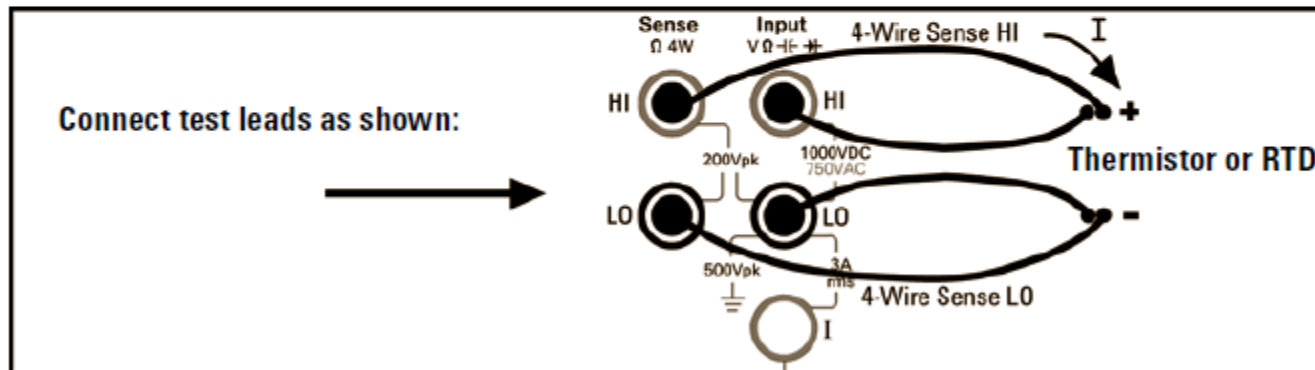 Sense
Ω 4W
Input
V Ω ⊣⊢ ➔⊢
4-Wire Sense HI
I
HI
HI
+
Connect test leads as shown:
200Vpk
1000VDC
750VAC
Thermistor or RTD
LO
LO
-
500Vpk
3A
rms
4-Wire Sense LO
I